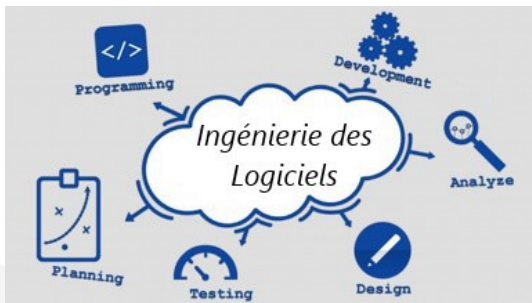 </>
Programming
Development
Ingénierie des
Logiciels
Analyze
Planning
Testing
Design